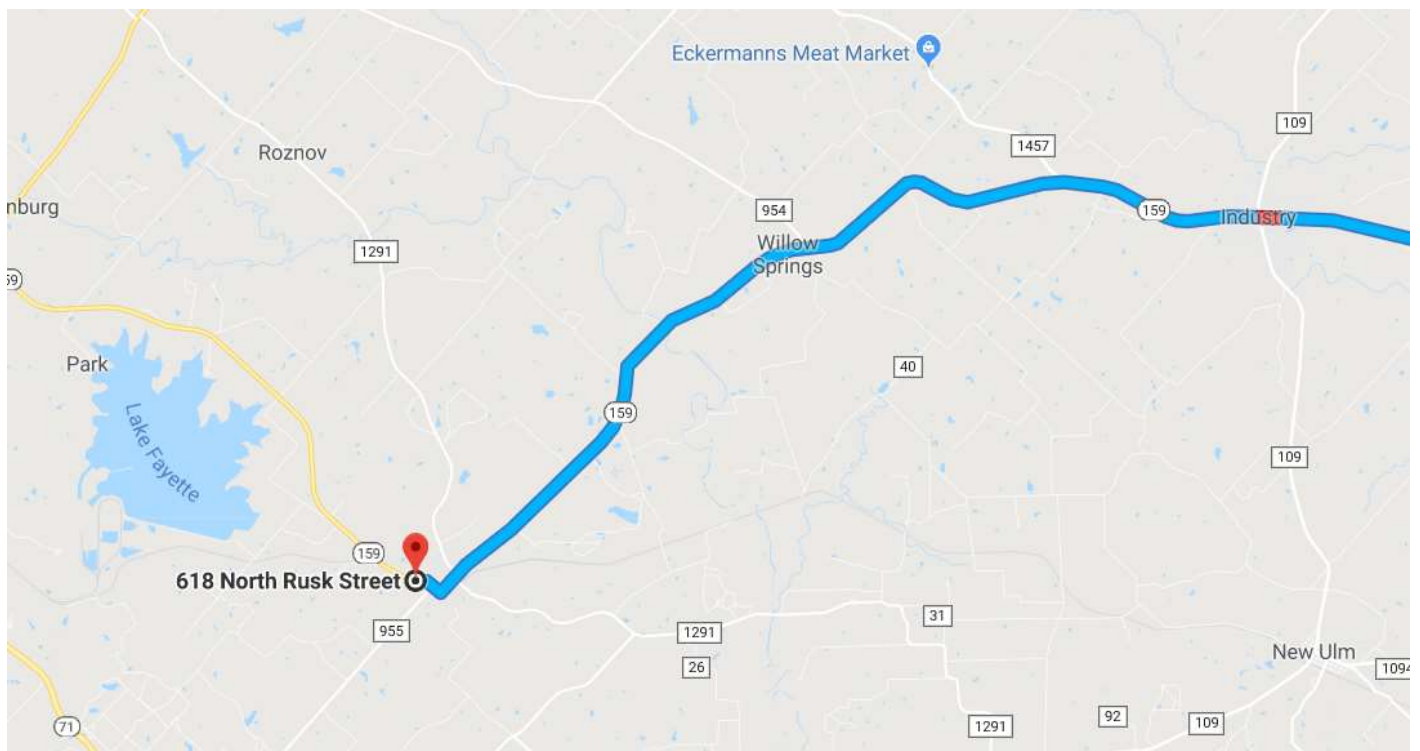 Eckermanns Meat Market
109
1457
Roznov
nburg
954
159
Industry
1291
Willow
Springs
59
Park
40
Lake Fayette
159
109
159
618 North Rusk Street
31
955
1291
26
New Ulm
1094
71
1291
92
109